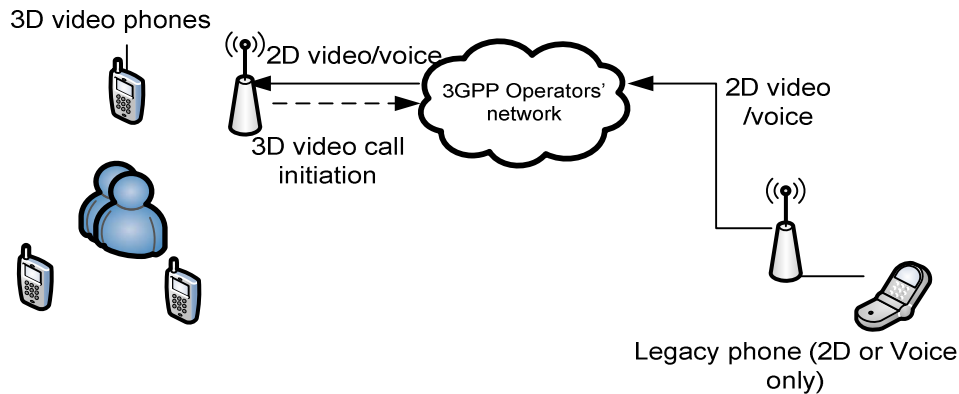 3D video phones
2D video/voice
3GPP Operators'
network
3D video call
initiation
2D video
/voice
Legacy phone (2D or Voice
only)